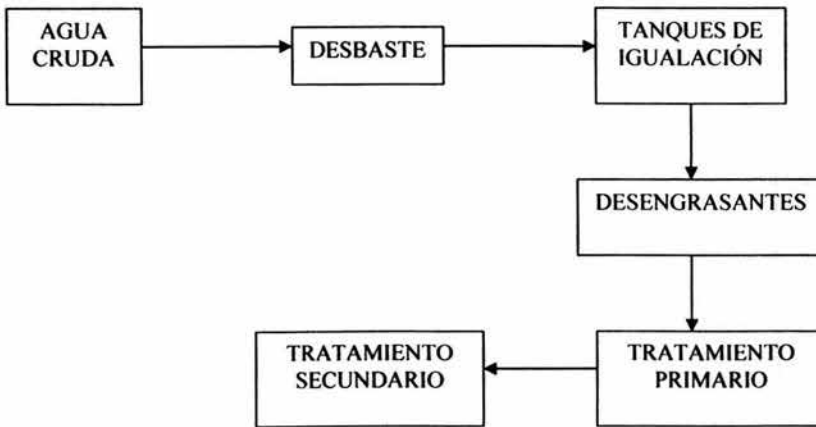 AGUA
CRUDA
DESBASTE
TANQUES DE
IGUALACIÓN
DESENGRASANTES
TRATAMIENTO
PRIMARIO
TRATAMIENTO
SECUNDARIO